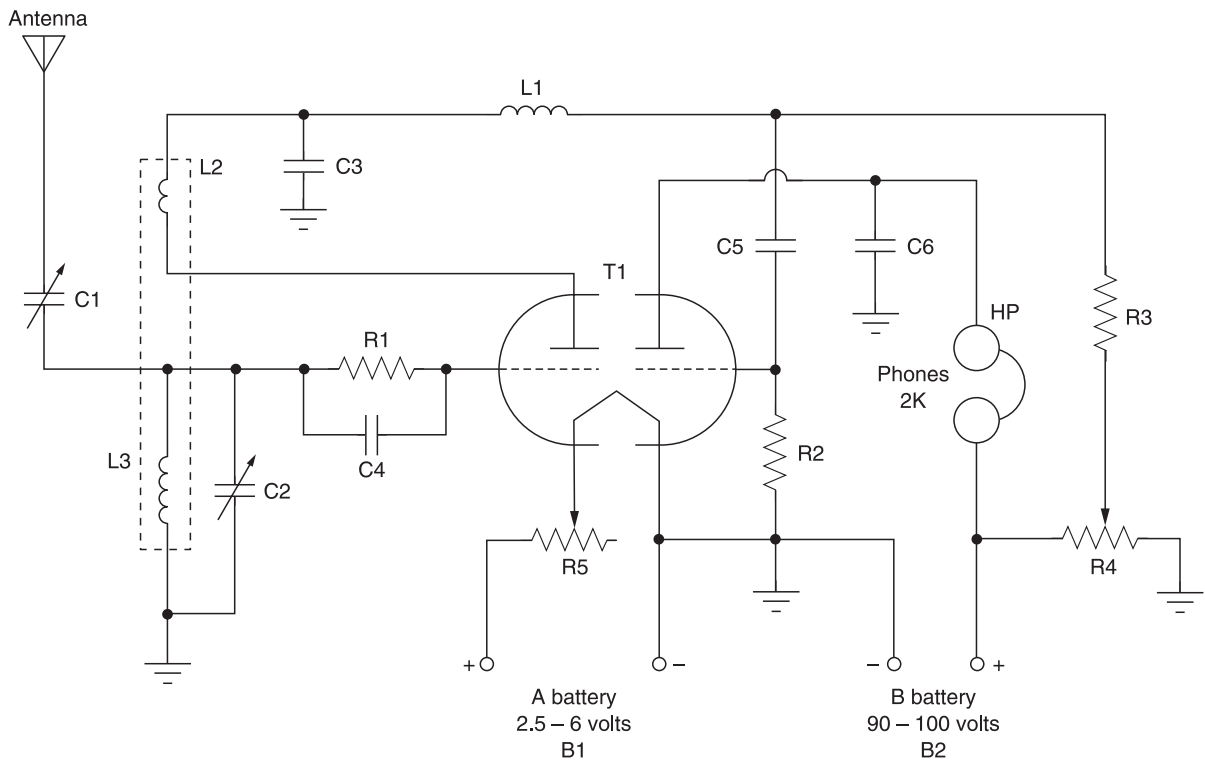 Antenna
L1
L2
C3
C5
C6
T1
C1
HP
R3
R1
Phones
2K
L3
C4
C2
R2
R5
R4
+
–
–
+
A battery
2.5 – 6 volts
B1
B battery
90 – 100 volts
B2